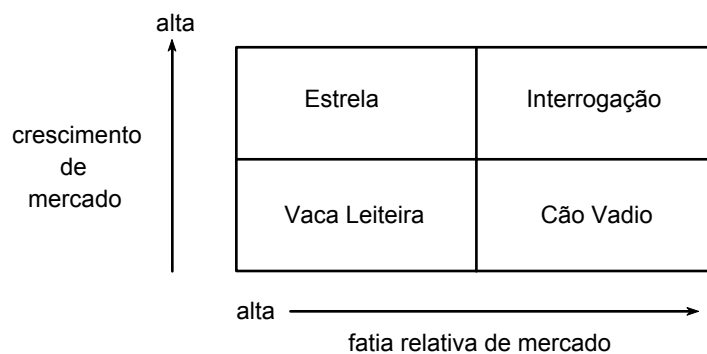 alta
Estrela
Interrogação
crescimento
de
mercado
Vaca Leiteira
Cão Vadio
alta
fatia relativa de mercado